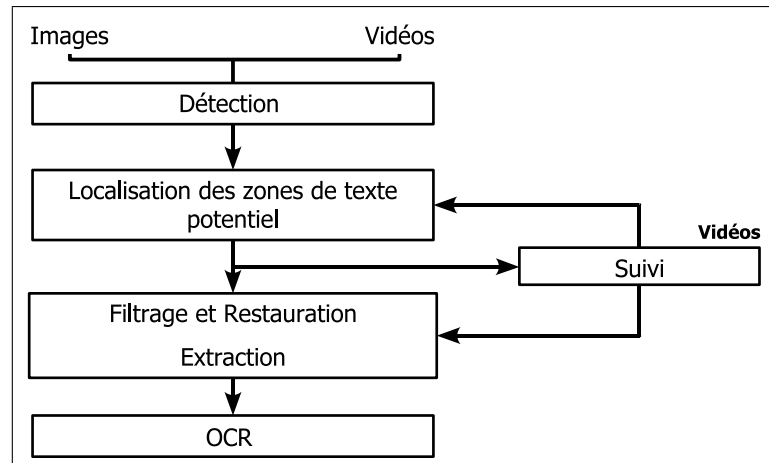 Images
Vidéos
Détection
Localisation des zones de texte
potentiel
Vidéos
Suivi
Filtrage et Restauration
Extraction
OCR